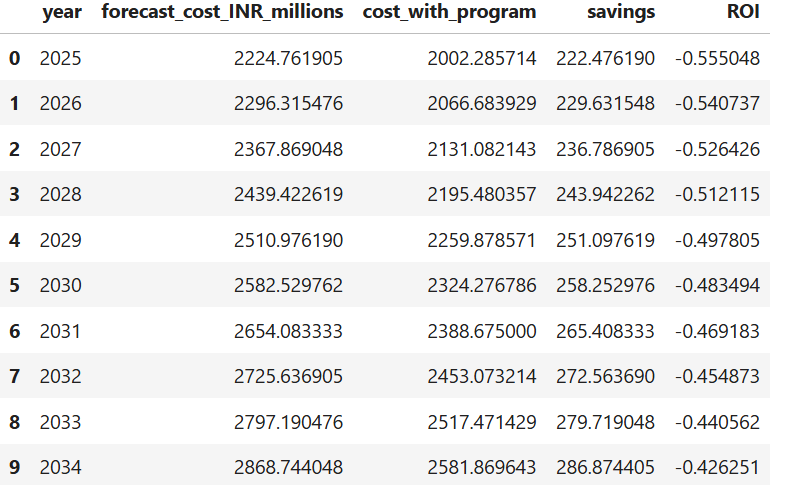 year forecast_cost_INR_millions cost_with_program savings ROI
0 2025 2224.761905 2002.285714 222.476190 -0.555048
1 2026 2296.315476 2066.683929 229.631548 -0.540737
2 2027 2367.869048 2131.082143 236.786905 -0.526426
3 2028 2439.422619 2195.480357 243.942262 -0.512115
4 2029 2510.976190 2259.878571 251.097619 -0.497805
5 2030 2582.529762 2324.276786 258.252976 -0.483494
6 2031 2654.083333 2388.675000 265.408333 -0.469183
7 2032 2725.636905 2453.073214 272.563690 -0.454873
8 2033 2797.190476 2517.471429 279.719048 -0.440562
9 2034 2868.744048 2581.869643 286.874405 -0.426251